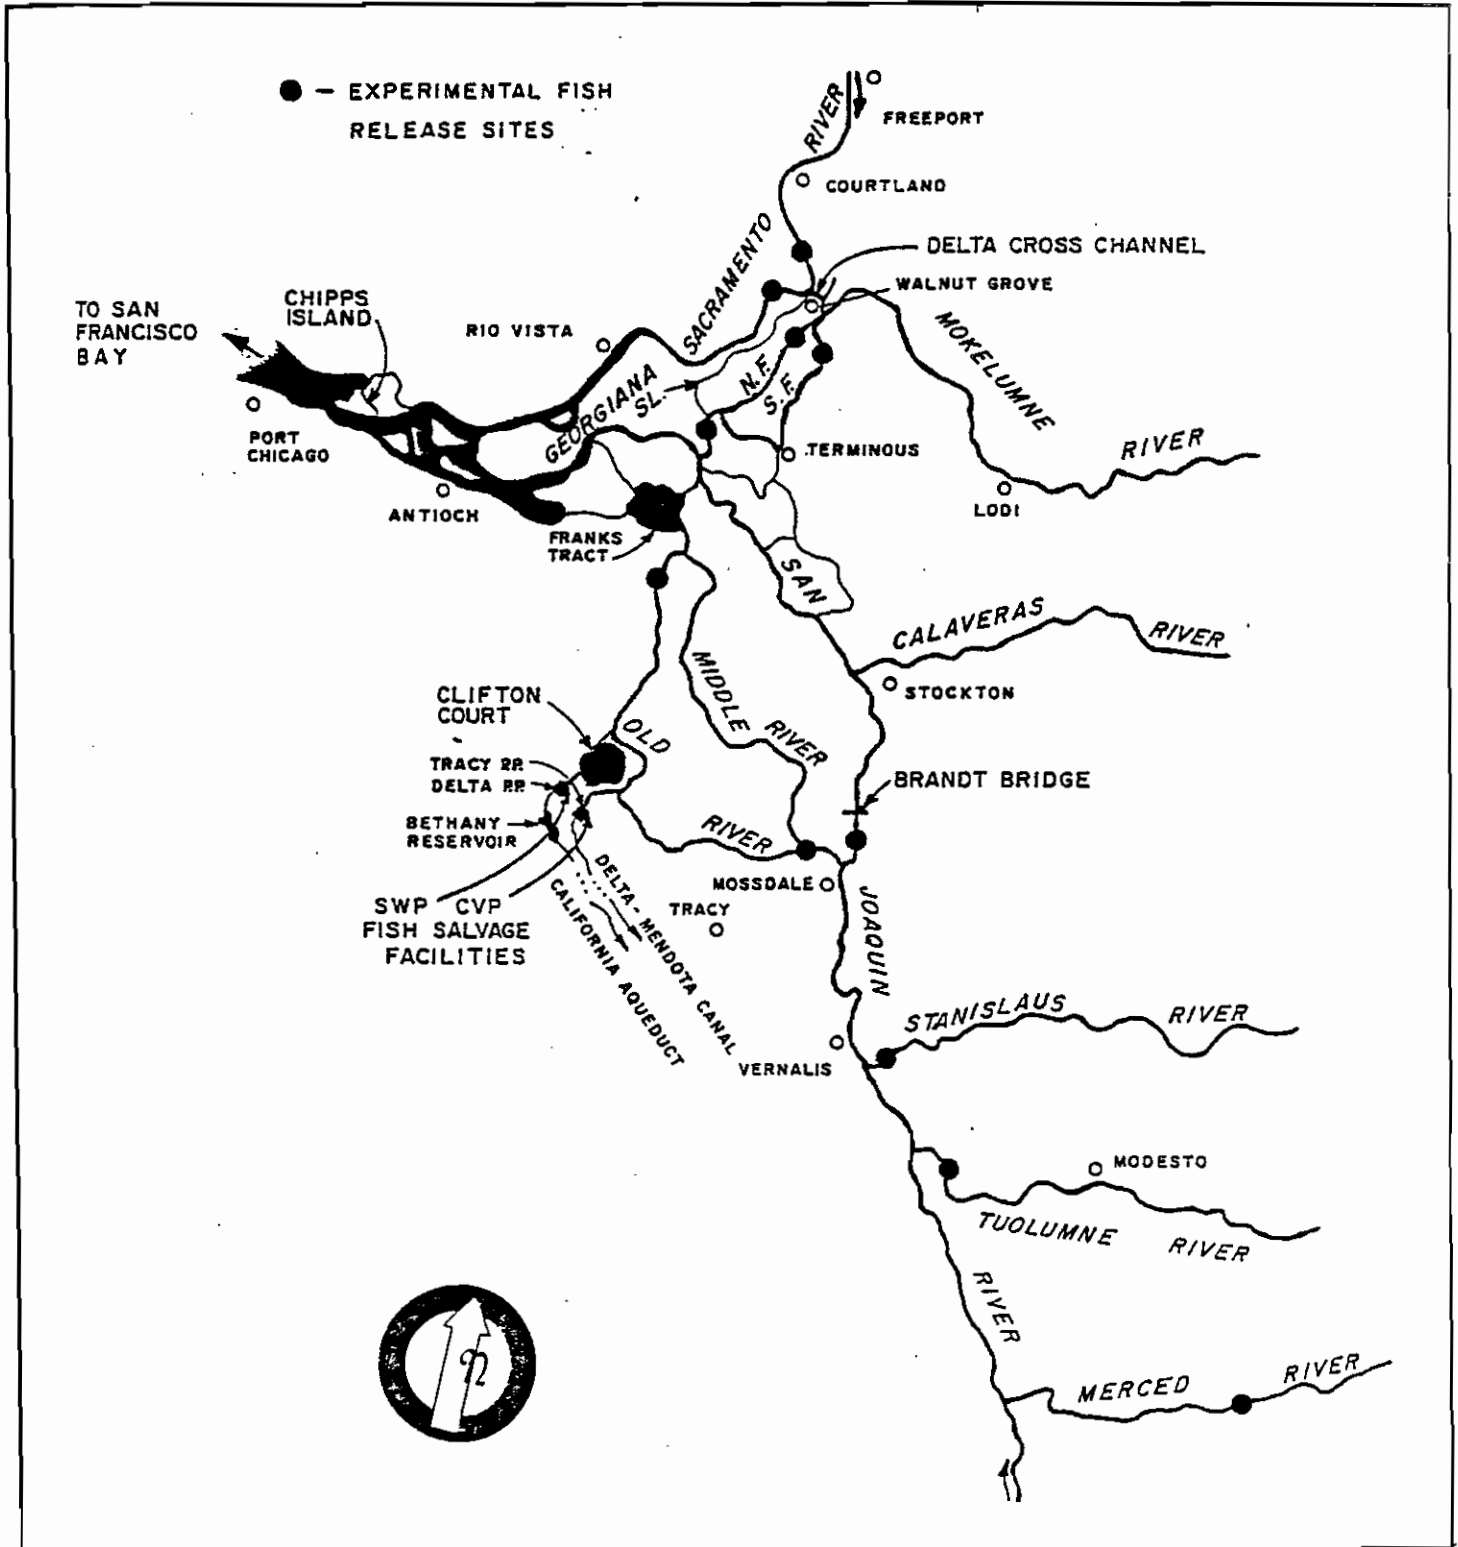 ● — EXPERIMENTAL FISH
RELEASE SITES
RIVER
FREEPORT
COURTLAND
SACRAMENTO
DELTA CROSS CHANNEL
WALNUT GROVE
TO SAN
FRANCISCO
BAY
CHIPPS
ISLAND
RIO VISTA
MOKELUMNE
RIVER
N.F.
S.F.
GEORGIANA
SL.
PORT
CHICAGO
TERMINOUS
ANTIOCH
LODI
FRANKS
TRACT
SAN
CALAVERAS
RIVER
STOCKTON
MIDDLE
RIVER
CLIFTON
COURT
OLD
TRACY P.P.
DELTA P.P.
BRANDT BRIDGE
BETHANY
RESERVOIR
RIVER
MOSSDALE
DELTA-MENDOTA CANAL
CALIFORNIA AQUEDUCT
TRACY
SWP CVP
FISH SALVAGE
FACILITIES
JOAQUIN
STANISLAUS
RIVER
VERNALIS
MODESTO
TUOLUMNE
RIVER
RIVER
MERCED
RIVER
N